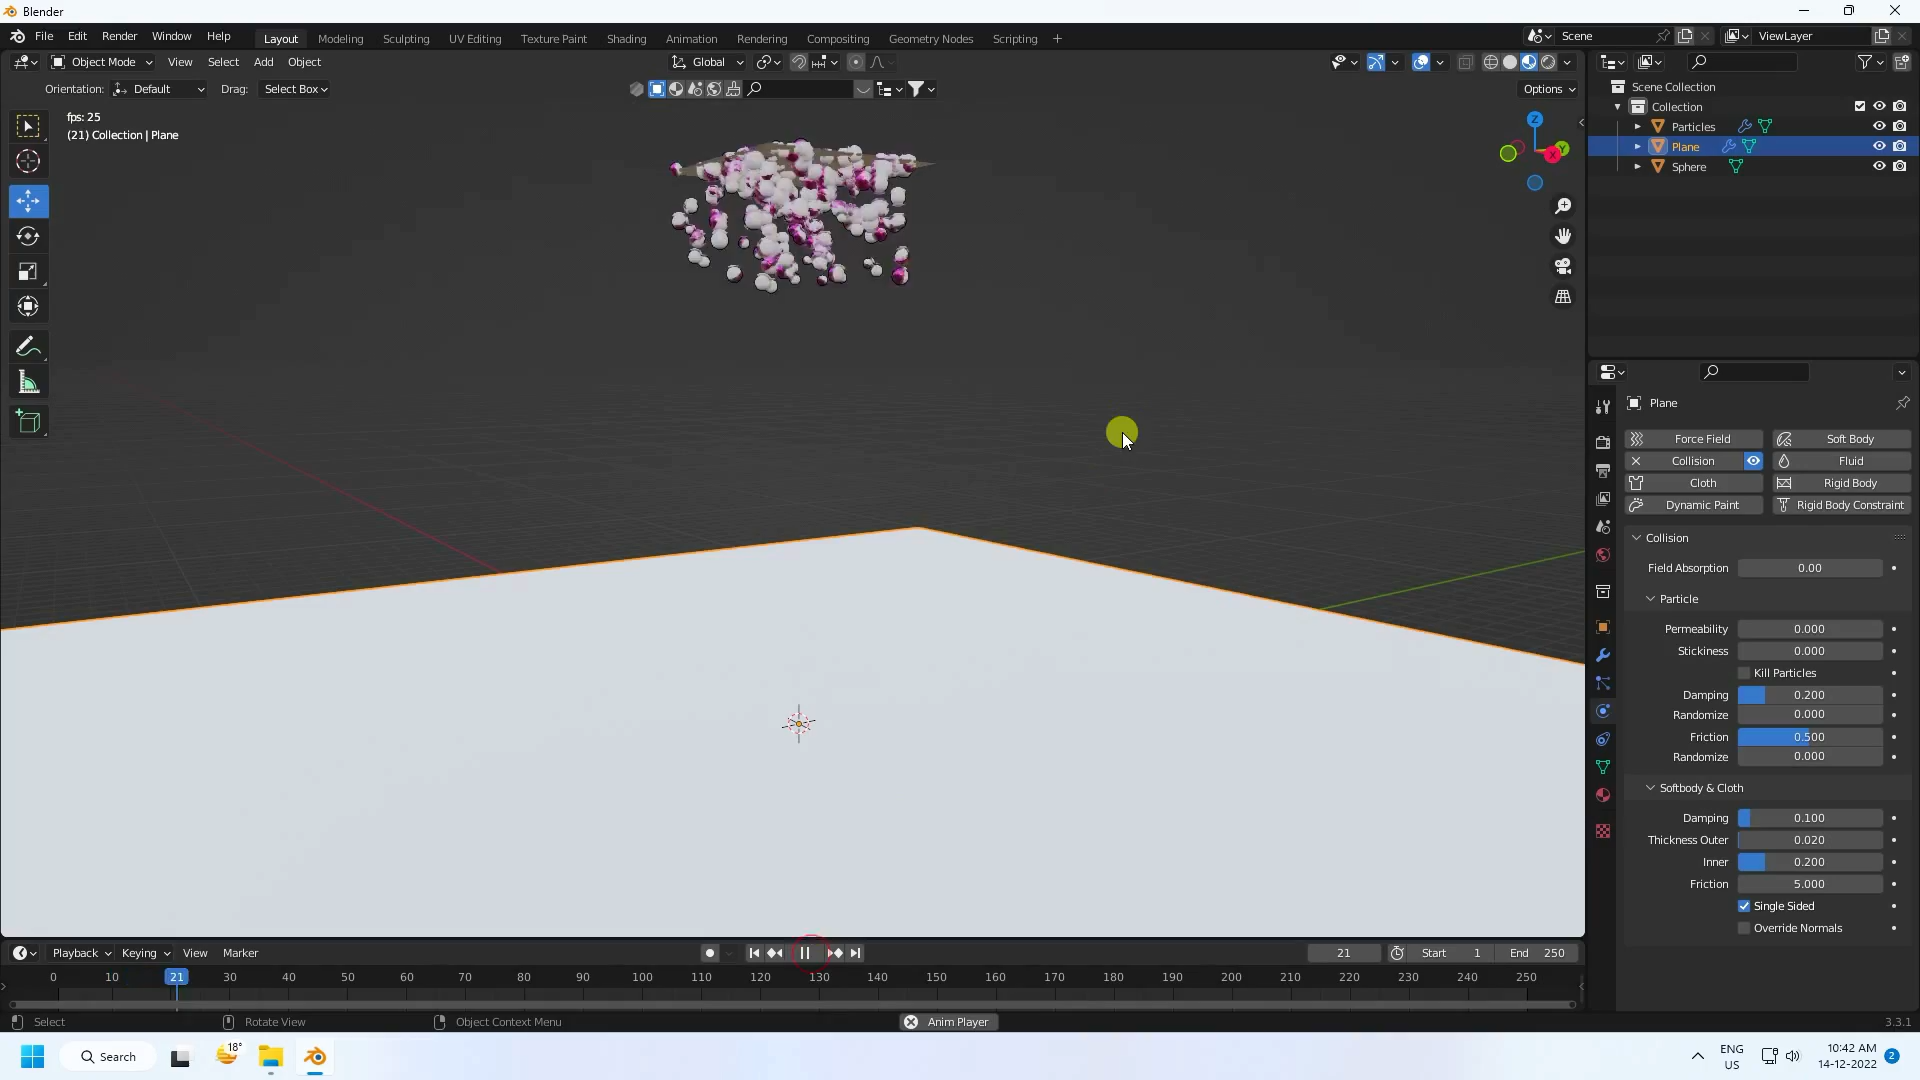 Blender
File Edit Render Window Help Layout Modeling Sculpting UV Editing Texture Paint Shading Animation Rendering Compositing Geometry Nodes Scripting + Scene ViewLayer
Object Mode View Select Add Object Global
Orientation: Default Drag: Select Box Options
fps: 25
(21) Collection | Plane
Z
Y
X
Scene Collection
Collection
Particles
Plane
Sphere
Plane
Force Field Soft Body
Collision Fluid
Cloth Rigid Body
Dynamic Paint Rigid Body Constraint
Collision
Field Absorption 0.00
Particle
Permeability 0.000
Stickiness 0.000
Kill Particles
Damping 0.200
Randomize 0.000
Friction 0.500
Randomize 0.000
Softbody & Cloth
Damping 0.100
Thickness Outer 0.020
Inner 0.200
Friction 5.000
Single Sided
Override Normals
Playback Keying View Marker 21 Start 1 End 250
0 10 21 30 40 50 60 70 80 90 100 110 120 130 140 150 160 170 180 190 200 210 220 230 240 250
Select Rotate View Object Context Menu Anim Player 3.3.1
18°
Search
ENG
US
10:42 AM
14-12-2022
2